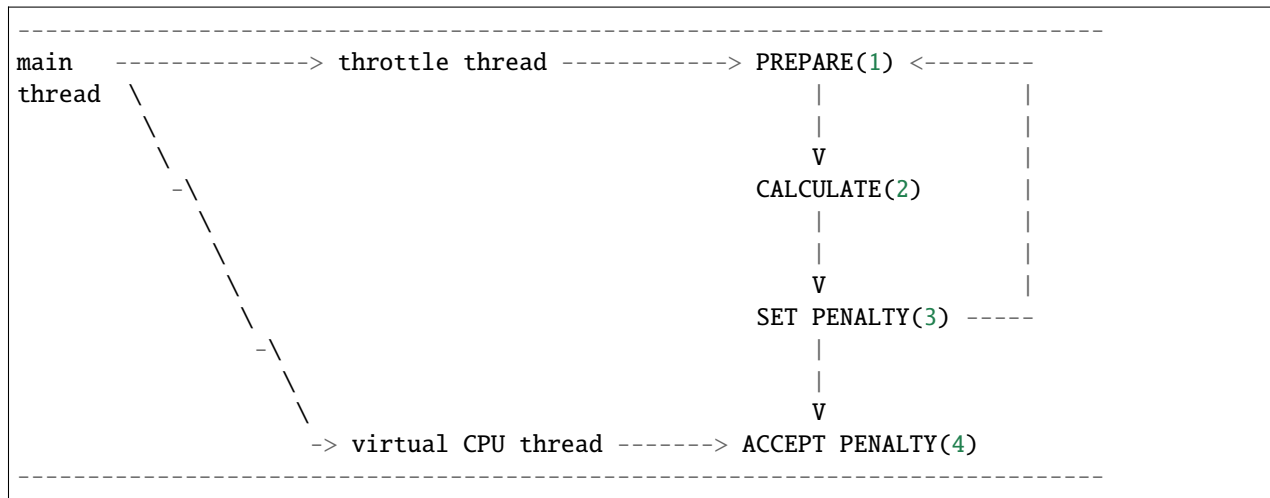 ------------------------------------------------------------------------------
main   --------------> throttle thread ------------> PREPARE(1) <--------
thread  \                                                |              |
         \                                               |              |
          \                                              V              |
           -\                                        CALCULATE(2)       |
             \                                           |              |
              \                                          |              |
               \                                         V              |
                \                                    SET PENALTY(3) -----
                 -\                                      |
                   \                                     |
                    \                                    V
                     -> virtual CPU thread -------> ACCEPT PENALTY(4)
------------------------------------------------------------------------------